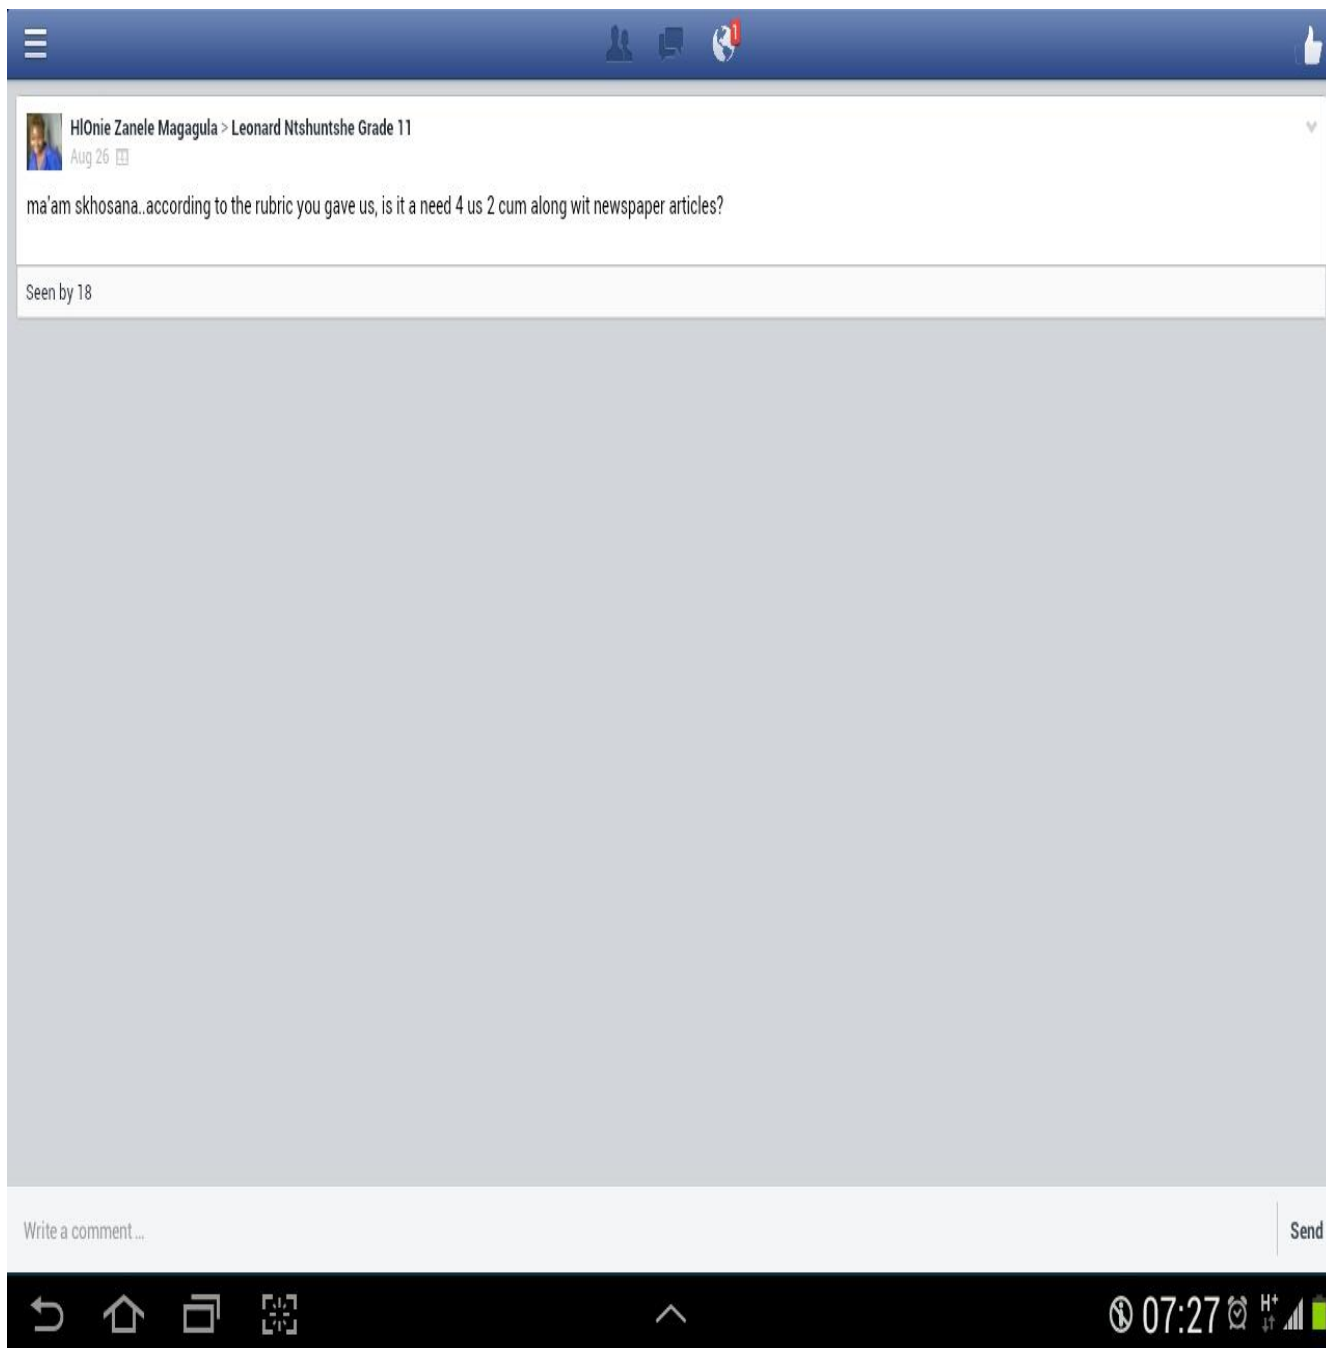 1
HlOnie Zanele Magagula > Leonard Ntshuntshe Grade 11
Aug 26
ma'am skhosana..according to the rubric you gave us, is it a need 4 us 2 cum along wit newspaper articles?
Seen by 18
Write a comment...
Send
07:27 H+